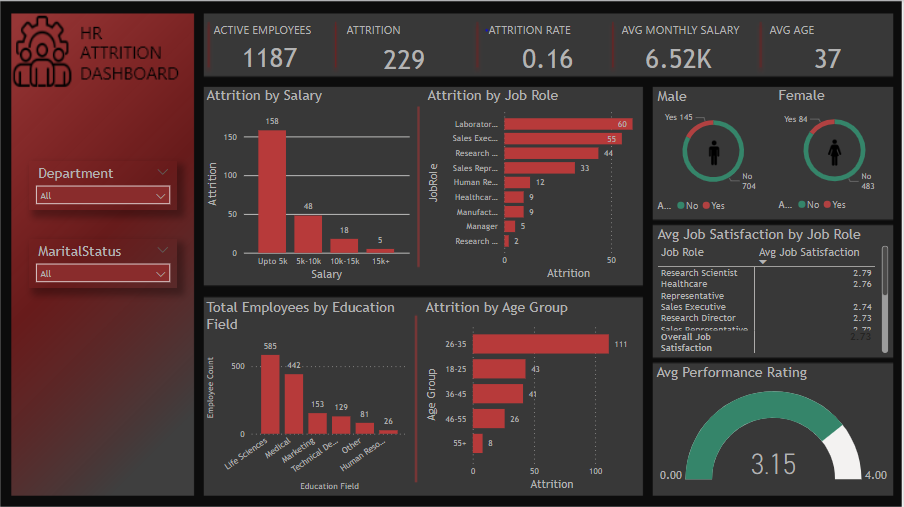 HR
ATTRITION
DASHBOARD
Department
All
MaritalStatus
All
ACTIVE EMPLOYEES
1187
ATTRITION
229
ATTRITION RATE
0.16
AVG MONTHLY SALARY
6.52K
AVG AGE
37
Attrition by Salary
Attrition
150
100
50
0
158
48
18
5
Upto 5k
5k-10k
10k-15k
15k+
Salary
Attrition by Job Role
JobRole
Laborator... 60
Sales Exec... 55
Research ... 44
Sales Repr... 33
Human Re... 12
Healthcar... 9
Manufact... 9
Manager 5
Research ... 2
0 50
Attrition
Male
Yes 145
No
704
A... No Yes
Female
Yes 84
No
483
A... No Yes
Avg Job Satisfaction by Job Role
Job Role Avg Job Satisfaction
Research Scientist 2.79
Healthcare 2.76
Representative
Sales Executive 2.74
Research Director 2.73
Sales Representative 2.73
Overall Job 2.73
Satisfaction
Total Employees by Education
Field
Employee Count
500
0
585
442
153
129
81
26
Life Sciences
Medical
Marketing
Technical De...
Other
Human Reso...
Education Field
Attrition by Age Group
Age Group
26-35 111
18-25 43
36-45 41
46-55 26
55+ 8
0 50 100
Attrition
Avg Performance Rating
0.00
3.15
4.00